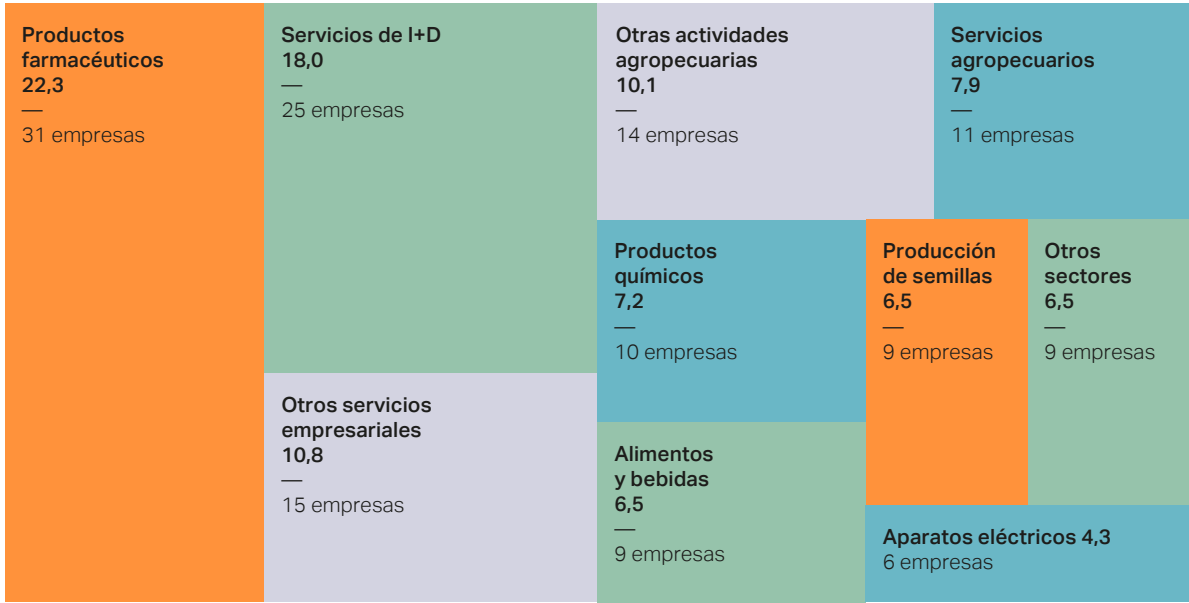 Productos
farmacéuticos
22,3
—
31 empresas
Servicios de I+D
18,0
—
25 empresas
Otros servicios
empresariales
10,8
—
15 empresas
Otras actividades
agropecuarias
10,1
—
14 empresas
Servicios
agropecuarios
7,9
—
11 empresas
Productos
químicos
7,2
—
10 empresas
Alimentos
y bebidas
6,5
—
9 empresas
Producción
de semillas
6,5
—
9 empresas
Otros
sectores
6,5
—
9 empresas
Aparatos eléctricos 4,3
6 empresas